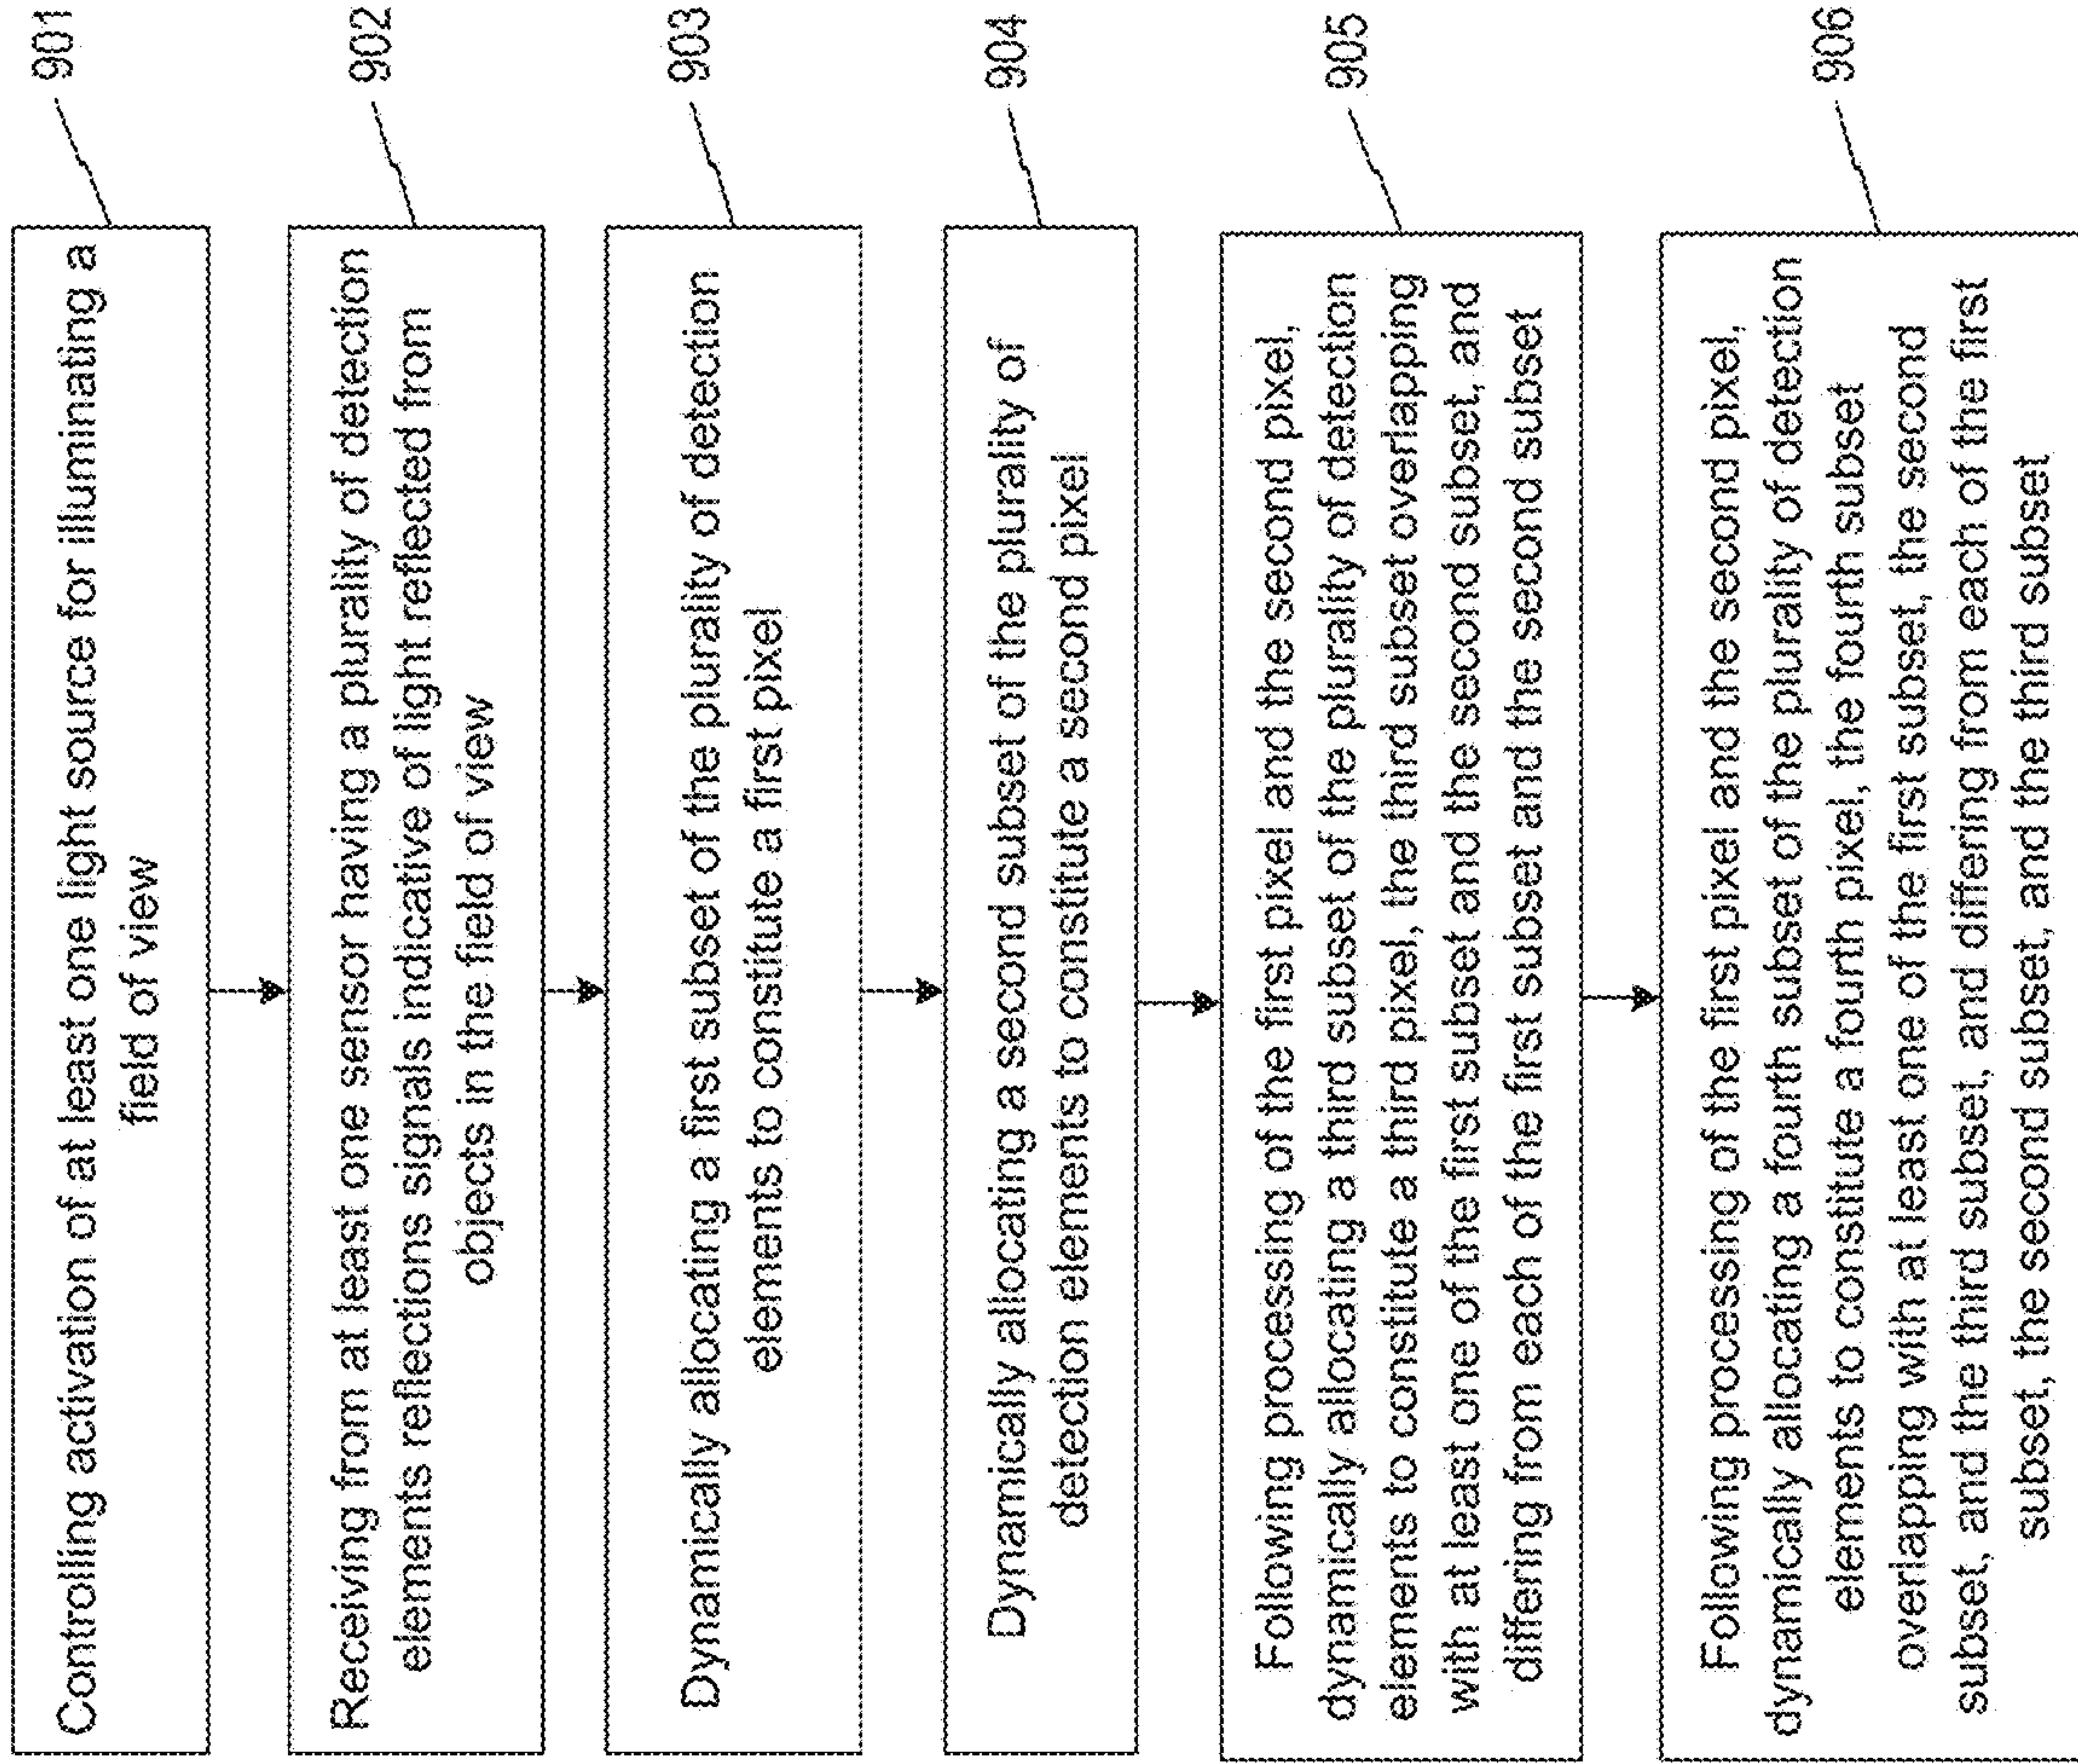 Controlling activation of at least one light source for illuminating a
field of view
901
Receiving from at least one sensor having a plurality of detection
elements reflections signals indicative of light reflected from
objects in the field of view
902
Dynamically allocating a first subset of the plurality of detection
elements to constitute a first pixel
903
Dynamically allocating a second subset of the plurality of
detection elements to constitute a second pixel
904
Following processing of the first pixel and the second pixel,
dynamically allocating a third subset of the plurality of detection
elements to constitute a third pixel, the third subset overlapping
with at least one of the first subset and the second subset, and
differing from each of the first subset and the second subset
905
Following processing of the first pixel and the second pixel,
dynamically allocating a fourth subset of the plurality of detection
elements to constitute a fourth pixel, the fourth subset
overlapping with at least one of the first subset, the second
subset, and the third subset, and differing from each of the first
subset, the second subset, and the third subset
906